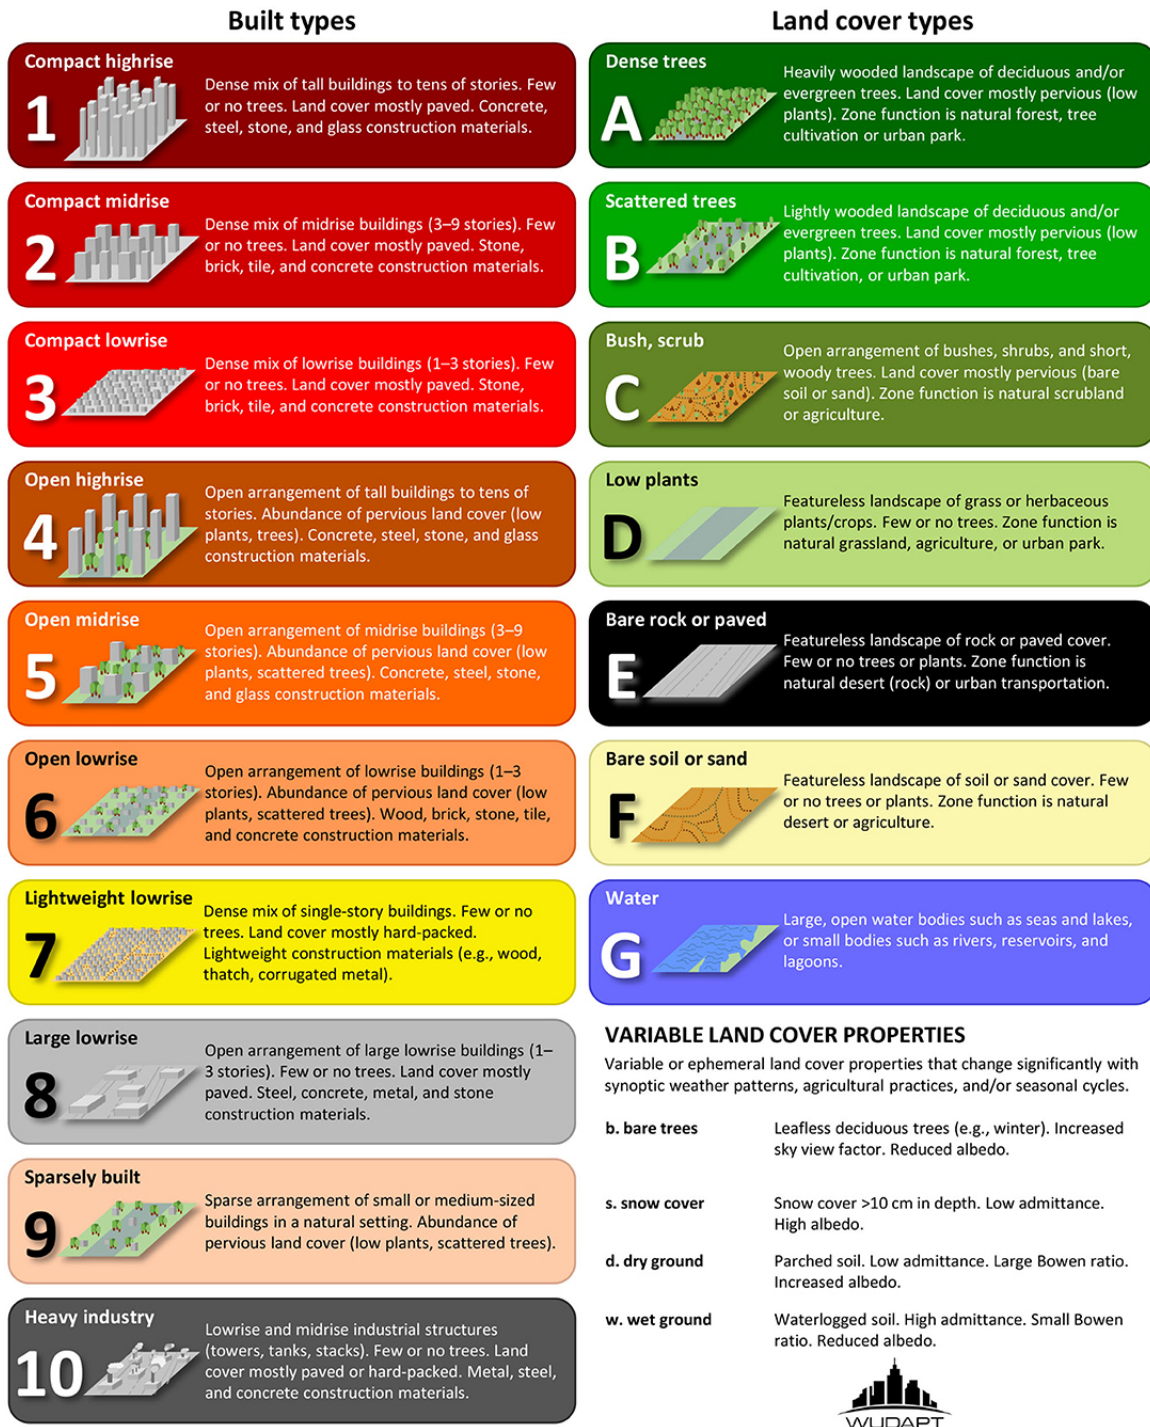 Built types
Compact highrise
1
Dense mix of tall buildings to tens of stories. Few
or no trees. Land cover mostly paved. Concrete,
steel, stone, and glass construction materials.
Compact midrise
2
Dense mix of midrise buildings (3–9 stories). Few
or no trees. Land cover mostly paved. Stone,
brick, tile, and concrete construction materials.
Compact lowrise
3
Dense mix of lowrise buildings (1–3 stories). Few
or no trees. Land cover mostly paved. Stone,
brick, tile, and concrete construction materials.
Open highrise
4
Open arrangement of tall buildings to tens of
stories. Abundance of pervious land cover (low
plants, trees). Concrete, steel, stone, and glass
construction materials.
Open midrise
5
Open arrangement of midrise buildings (3–9
stories). Abundance of pervious land cover (low
plants, scattered trees). Concrete, steel, stone,
and glass construction materials.
Open lowrise
6
Open arrangement of lowrise buildings (1–3
stories). Abundance of pervious land cover (low
plants, scattered trees). Wood, brick, stone, tile,
and concrete construction materials.
Lightweight lowrise
7
Dense mix of single-story buildings. Few or no
trees. Land cover mostly hard-packed.
Lightweight construction materials (e.g., wood,
thatch, corrugated metal).
Large lowrise
8
Open arrangement of large lowrise buildings (1–
3 stories). Few or no trees. Land cover mostly
paved. Steel, concrete, metal, and stone
construction materials.
Sparsely built
9
Sparse arrangement of small or medium-sized
buildings in a natural setting. Abundance of
pervious land cover (low plants, scattered trees).
Heavy industry
10
Lowrise and midrise industrial structures
(towers, tanks, stacks). Few or no trees. Land
cover mostly paved or hard-packed. Metal, steel,
and concrete construction materials.
Land cover types
Dense trees
A
Heavily wooded landscape of deciduous and/or
evergreen trees. Land cover mostly pervious (low
plants). Zone function is natural forest, tree
cultivation or urban park.
Scattered trees
B
Lightly wooded landscape of deciduous and/or
evergreen trees. Land cover mostly pervious (low
plants). Zone function is natural forest, tree
cultivation, or urban park.
Bush, scrub
C
Open arrangement of bushes, shrubs, and short,
woody trees. Land cover mostly pervious (bare
soil or sand). Zone function is natural scrubland
or agriculture.
Low plants
D
Featureless landscape of grass or herbaceous
plants/crops. Few or no trees. Zone function is
natural grassland, agriculture, or urban park.
Bare rock or paved
E
Featureless landscape of rock or paved cover.
Few or no trees or plants. Zone function is
natural desert (rock) or urban transportation.
Bare soil or sand
F
Featureless landscape of soil or sand cover. Few
or no trees or plants. Zone function is natural
desert or agriculture.
Water
G
Large, open water bodies such as seas and lakes,
or small bodies such as rivers, reservoirs, and
lagoons.
VARIABLE LAND COVER PROPERTIES
Variable or ephemeral land cover properties that change significantly with
synoptic weather patterns, agricultural practices, and/or seasonal cycles.
b. bare trees
Leafless deciduous trees (e.g., winter). Increased
sky view factor. Reduced albedo.
s. snow cover
Snow cover >10 cm in depth. Low admittance.
High albedo.
d. dry ground
Parched soil. Low admittance. Large Bowen ratio.
Increased albedo.
w. wet ground
Waterlogged soil. High admittance. Small Bowen
ratio. Reduced albedo.
WUDAPT